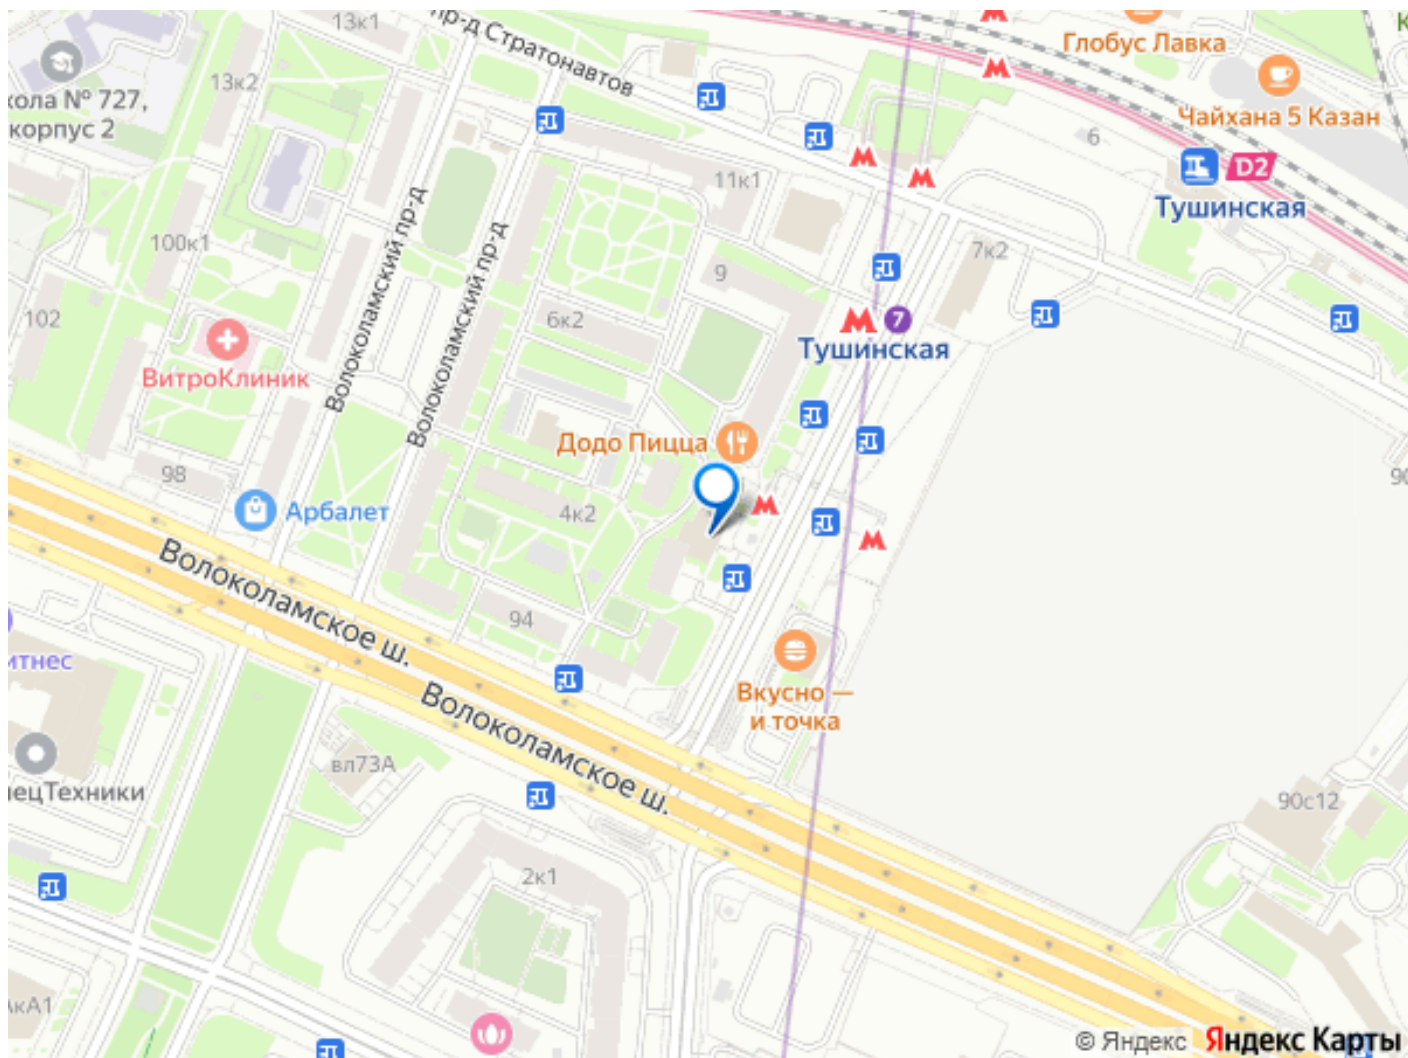 13к1
пр-д Стратонавтов
Глобус Лавка
13к2
кола № 727,
корпус 2
Чайхана 5 Казан
6
D2
Тушинская
11к1
100к1
Волоколамский пр-д
Волоколамский пр-д
7к2
9
102
6к2
7
Тушинская
ВитроКлиник
Додо Пицца
98
90
Арбалет
4к2
Волоколамское ш.
94
итнес
Вкусно —
и точка
Волоколамское ш.
вл73А
ецТехники
90с12
2к1
кА1
© Яндекс Яндекс Карты